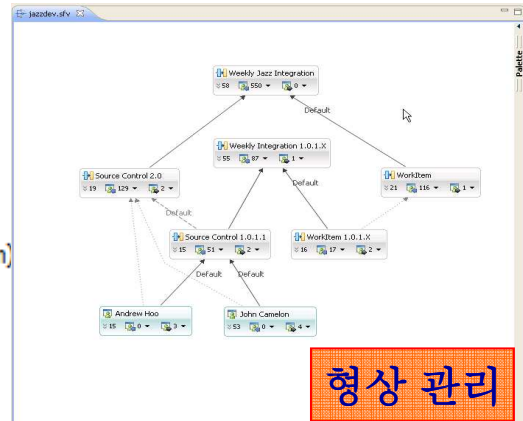 jazzdev.sfv
Palette
Weekly Jazz Integration
58 550 0
Default
Weekly Integration 1.0.1.X
55 87 1
Source Control 2.0
19 129 2
WorkItem
21 116 1
Default
Default
Source Control 1.0.1.1
15 51 2
WorkItem 1.0.1.X
16 17 2
Default Default
Andrew Hoo
15 0 3
John Camelon
53 0 4
n)
형상 관리